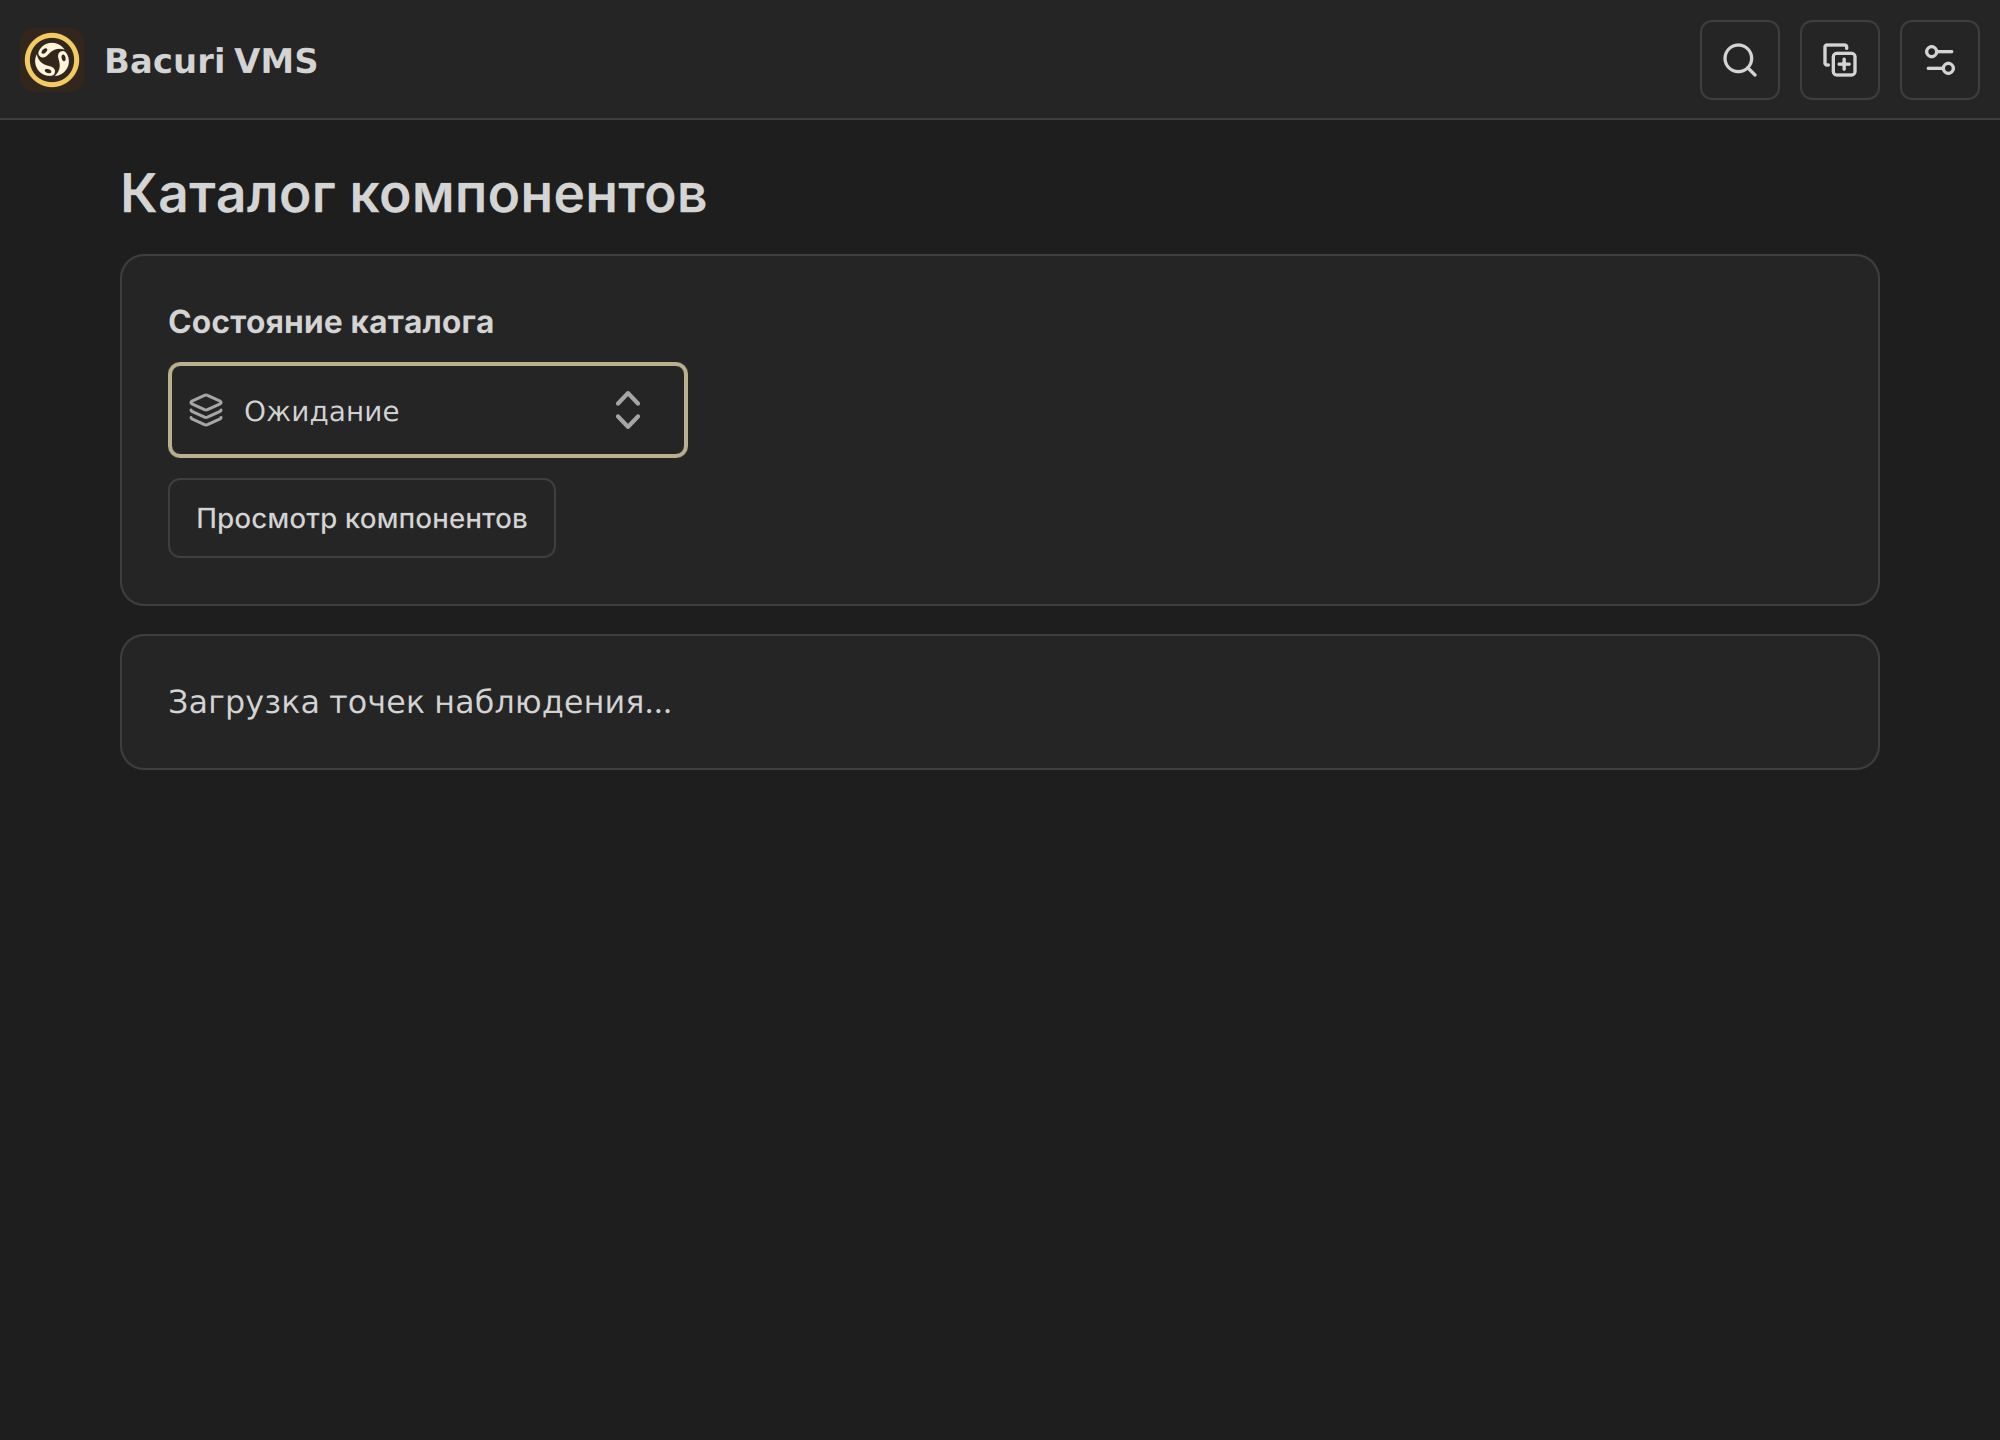 Bacuri VMS
Каталог компонентов
Состояние каталога
Ожидание
Просмотр компонентов
Загрузка точек наблюдения...